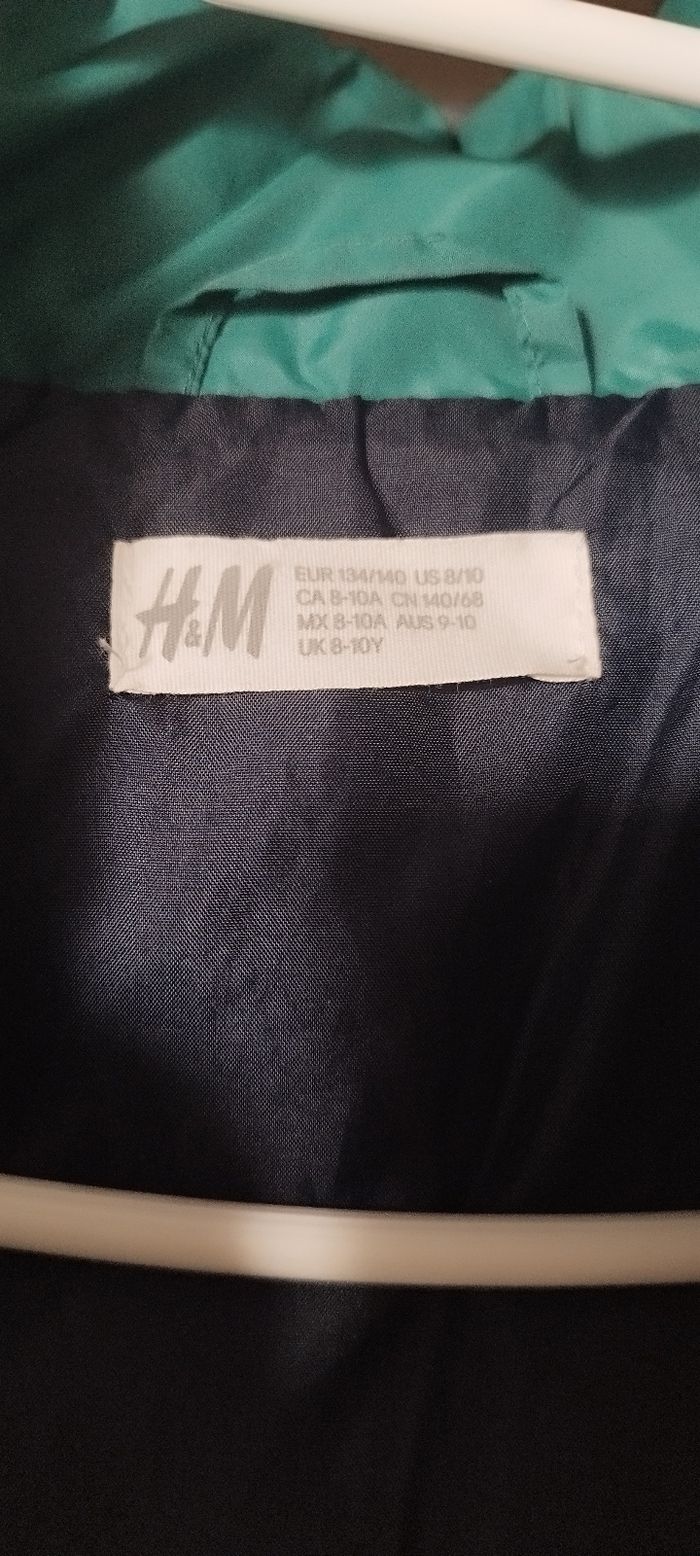 H&M
EUR 134/140 US 8/10
CA 8-10A CN 140/68
MX 8-10A AUS 9-10
UK 8-10Y